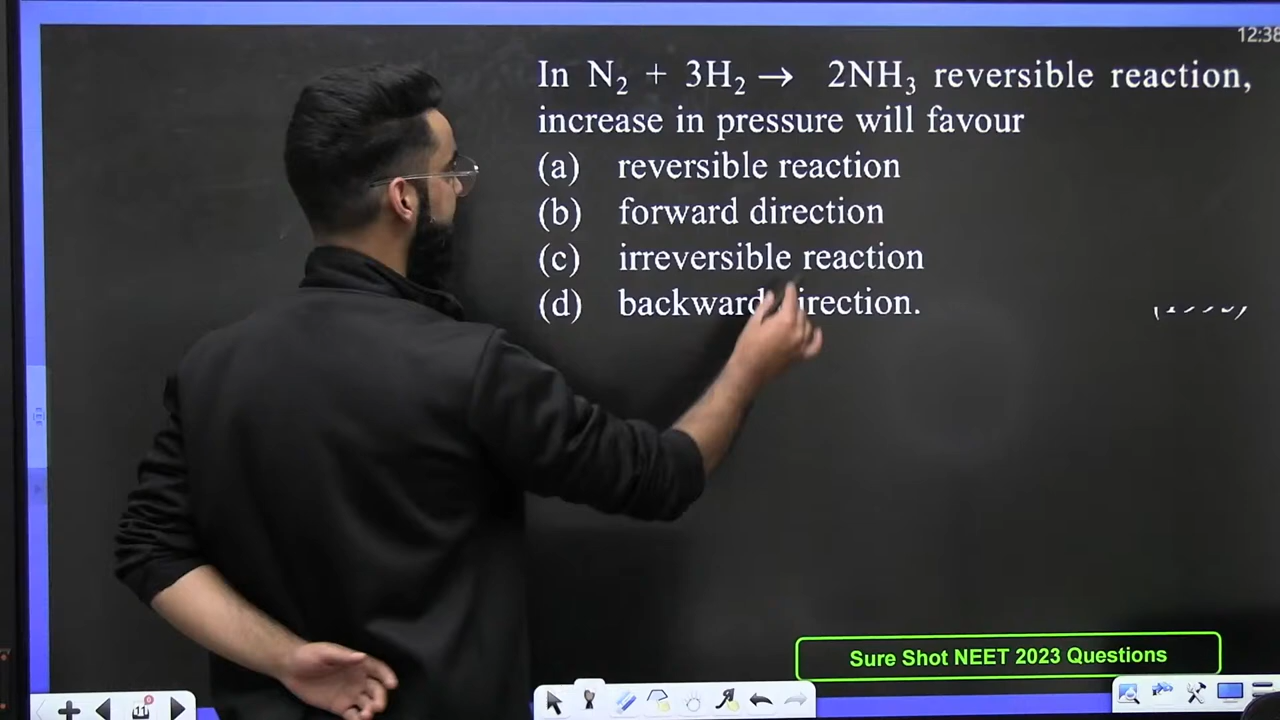 12:38
In N₂ + 3H₂ → 2NH₃ reversible reaction,
increase in pressure will favour
(a) reversible reaction
(b) forward direction
(c) irreversible reaction
(d) backward direction.
Sure Shot NEET 2023 Questions
11